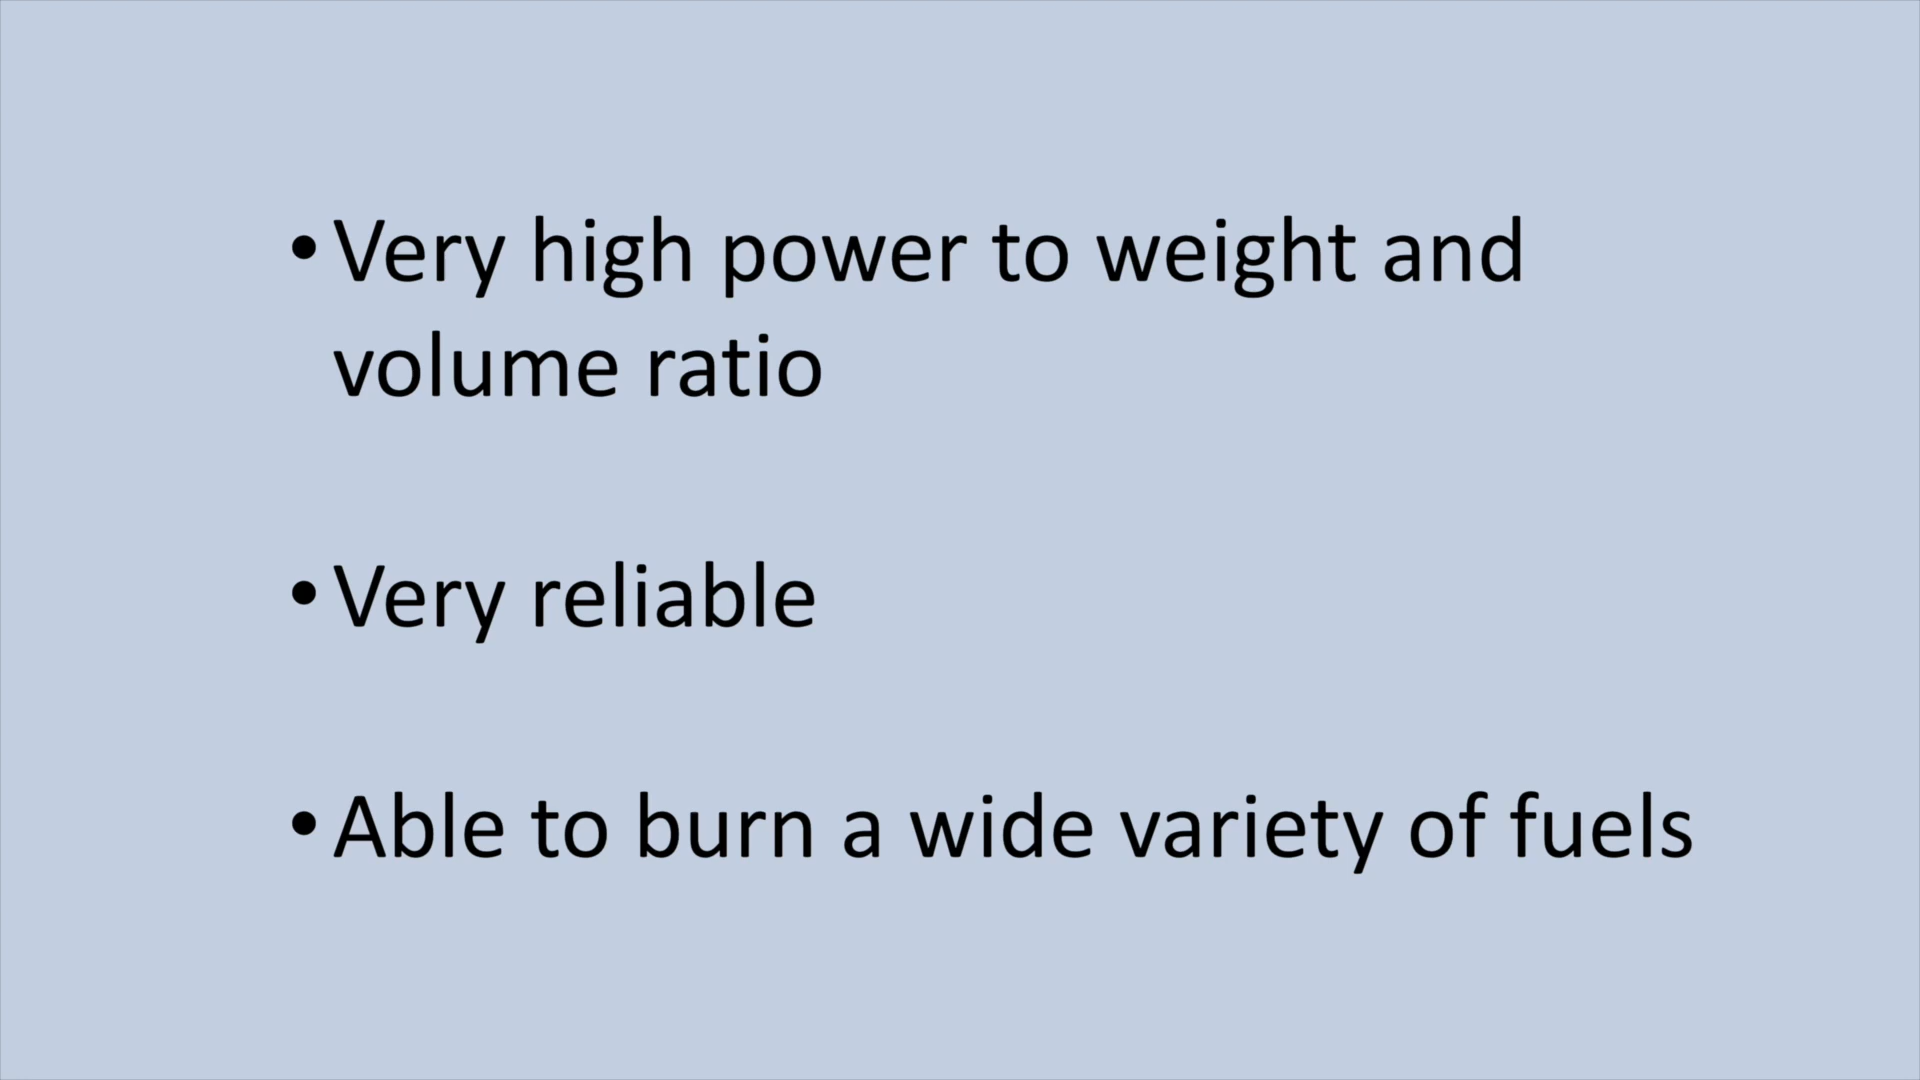 • Very high power to weight and
volume ratio
• Very reliable
• Able to burn a wide variety of fuels